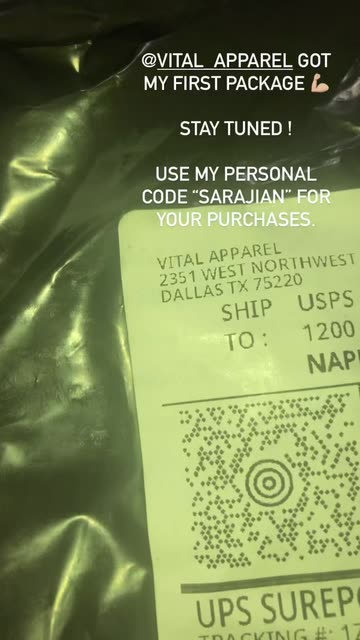 @VITAL_APPAREL GOT
MY FIRST PACKAGE 💪🏼
STAY TUNED !
USE MY PERSONAL
CODE “SARAJIAN” FOR
YOUR PURCHASES.
VITAL APPAREL
2351 WEST NORTHWEST
DALLAS TX 75220
SHIP USPS
TO : 1200
UPS
TRACKING #: